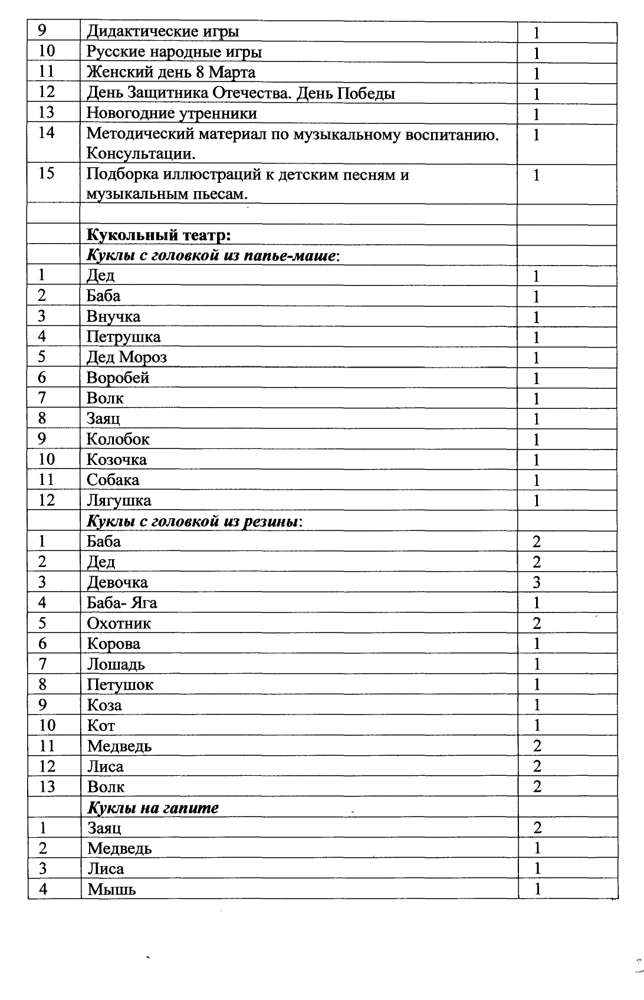 9 Дидактические игры 1
10 Русские народные игры 1
11 Женский день 8 Марта 1
12 День Защитника Отечества. День Победы 1
13 Новогодние утренники 1
14 Методический материал по музыкальному воспитанию. 1
Консультации.
15 Подборка иллюстраций к детским песням и 1
музыкальным пьесам.
Кукольный театр:
Куклы с головкой из папье-маше:
1 Дед 1
2 Баба 1
3 Внучка 1
4 Петрушка 1
5 Дед Мороз 1
6 Воробей 1
7 Волк 1
8 Заяц 1
9 Колобок 1
10 Козочка 1
11 Собака 1
12 Лягушка 1
Куклы с головкой из резины:
1 Баба 2
2 Дед 2
3 Девочка 3
4 Баба- Яга 1
5 Охотник 2
6 Корова 1
7 Лошадь 1
8 Петушок 1
9 Коза 1
10 Кот 1
11 Медведь 2
12 Лиса 2
13 Волк 2
Куклы на гапите
1 Заяц 2
2 Медведь 1
3 Лиса 1
4 Мышь 1